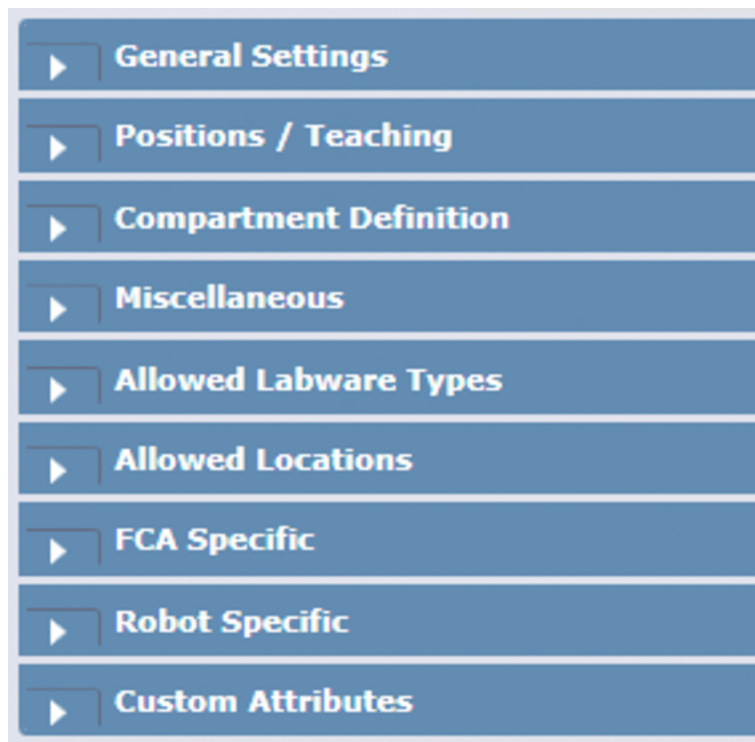 General Settings
Positions / Teaching
Compartment Definition
Miscellaneous
Allowed Labware Types
Allowed Locations
FCA Specific
Robot Specific
Custom Attributes